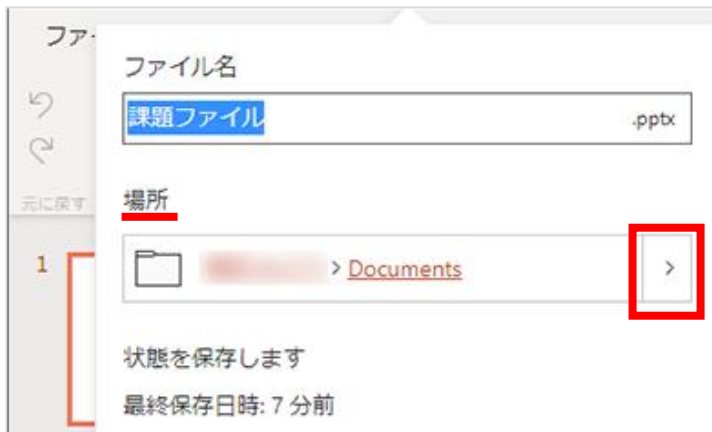 ファイ
ファイル名
課題ファイル .pptx
元に戻す
場所
1
> Documents >
状態を保存します
最終保存日時: 7 分前